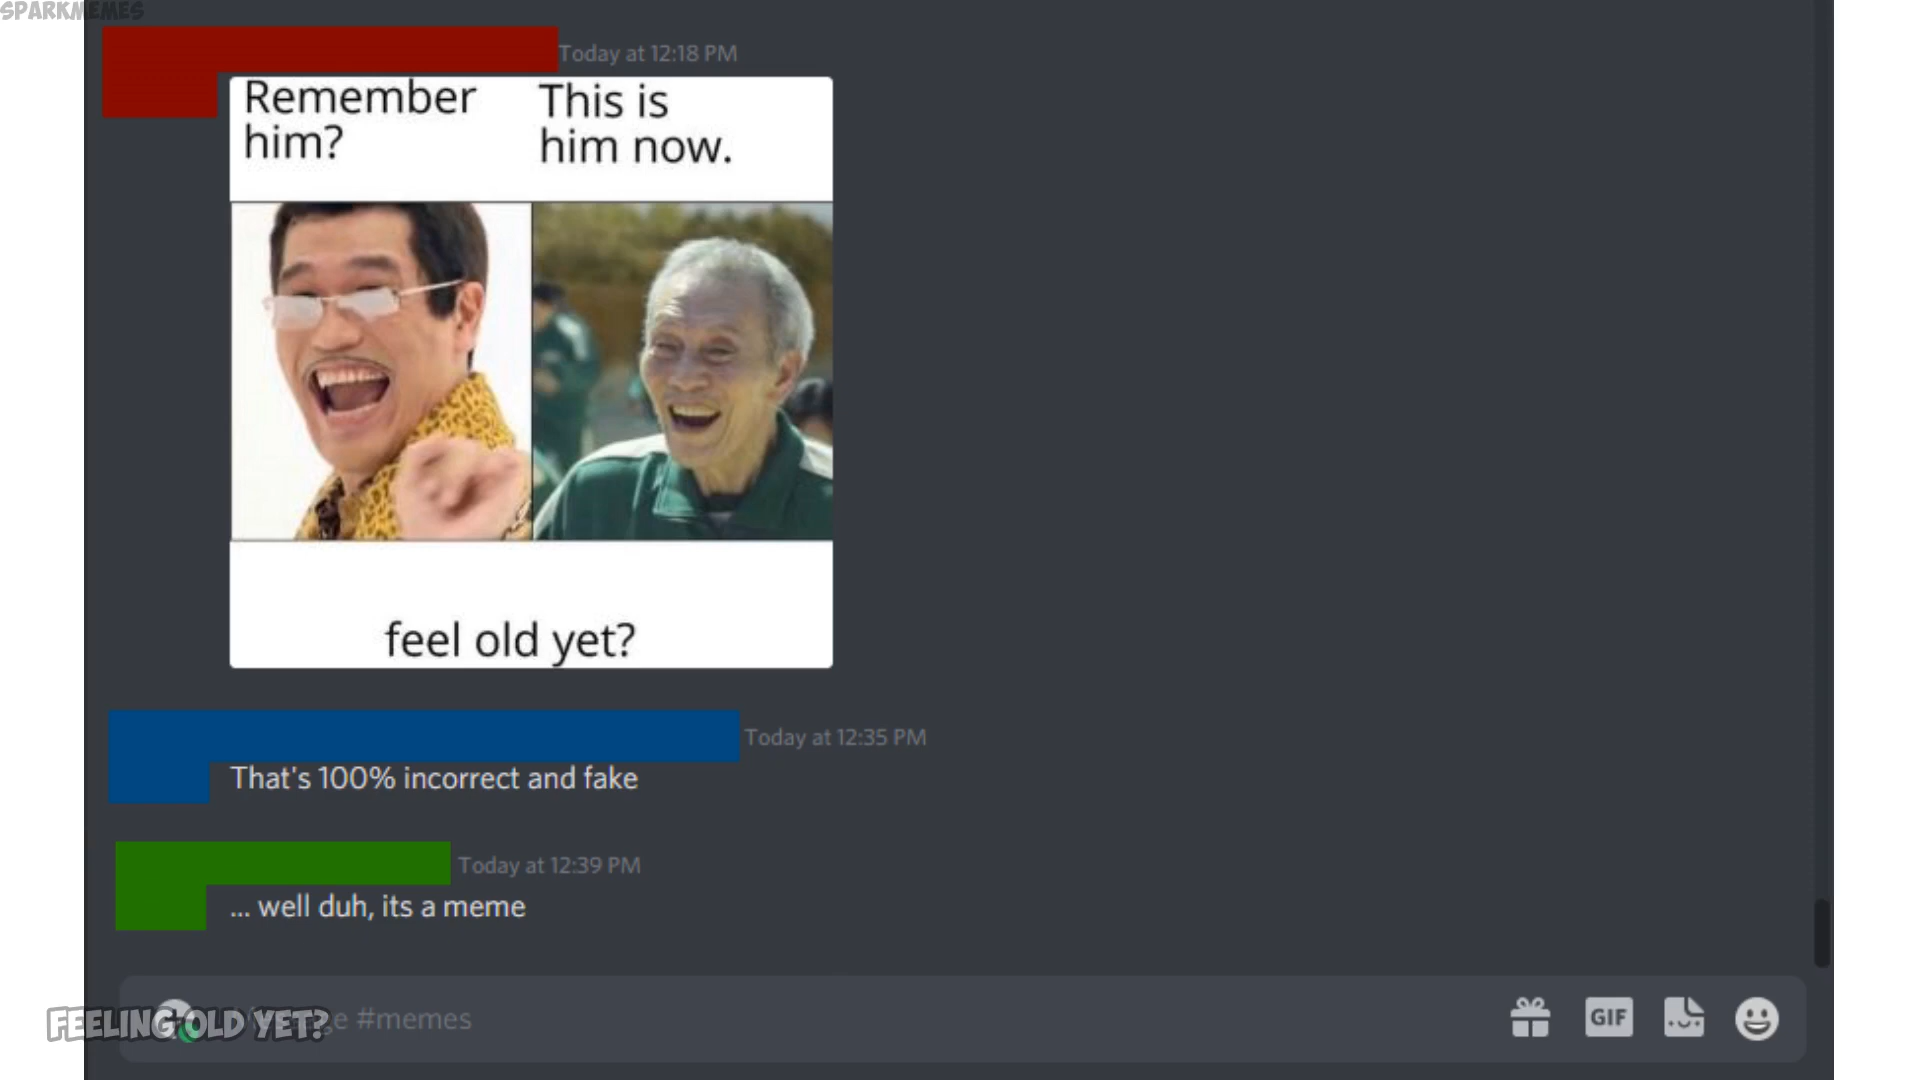 SPARKMEMES
Today at 12:18 PM
Remember
him?
This is
him now.
feel old yet?
Today at 12:35 PM
That's 100% incorrect and fake
Today at 12:39 PM
... well duh, its a meme
FEELING OLD YET?
#memes
GIF